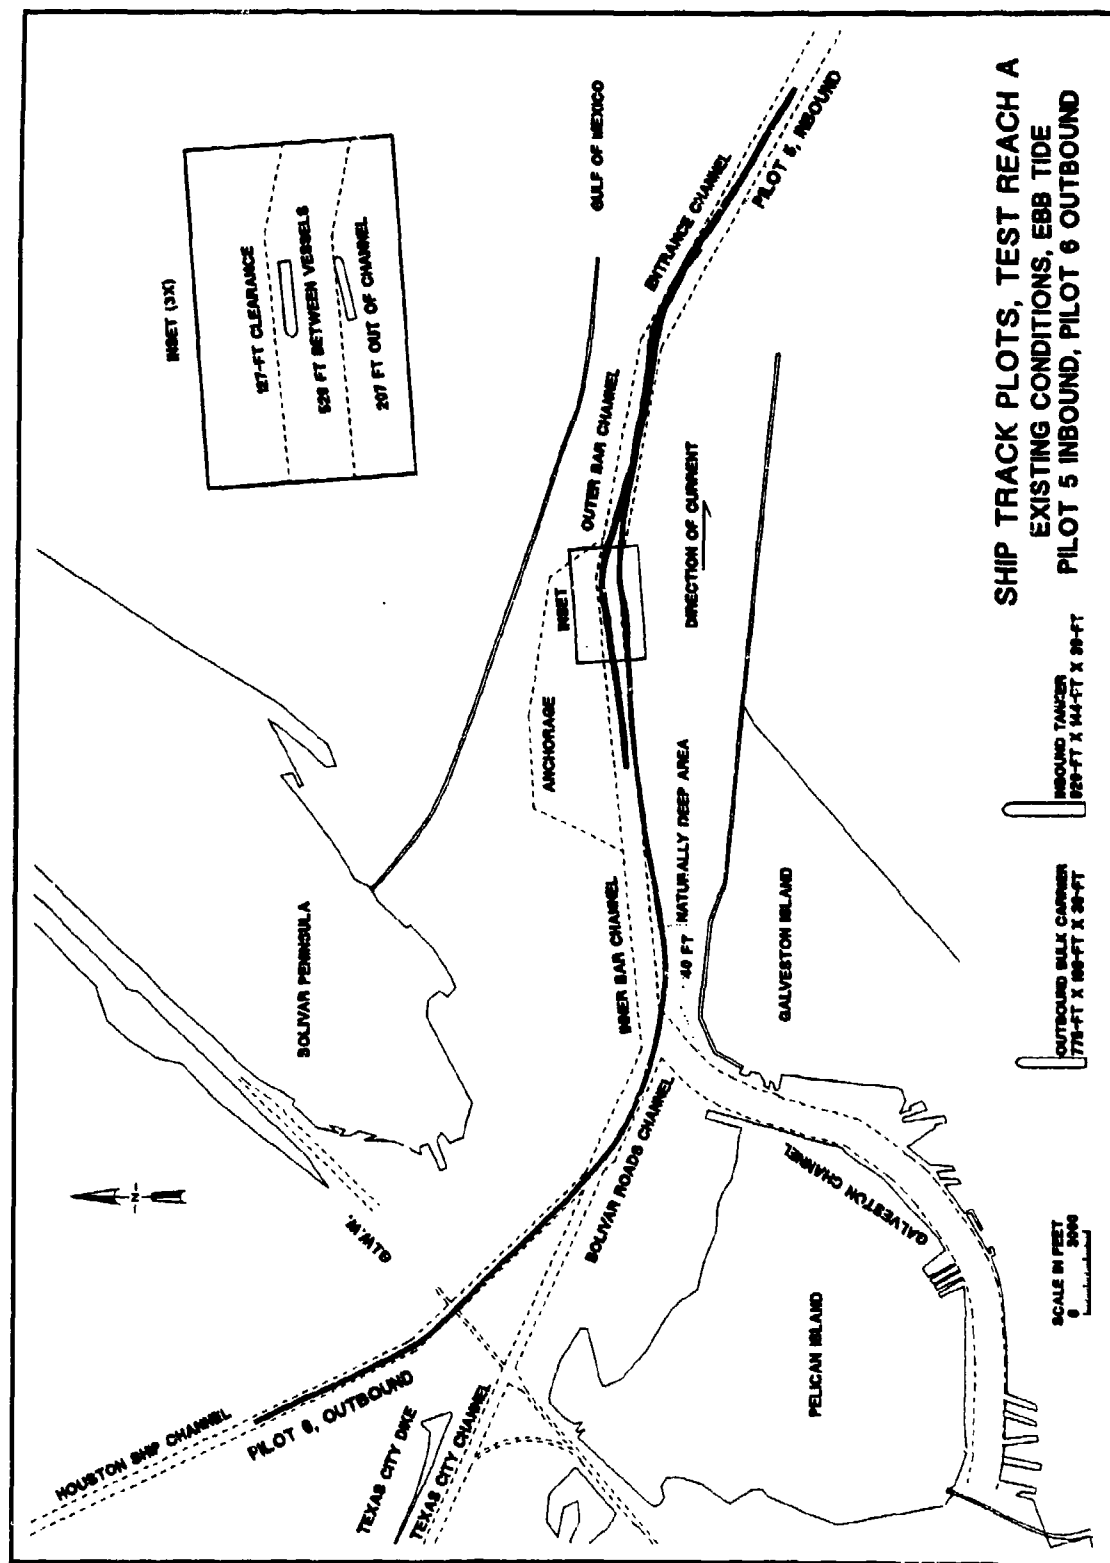 SHIP TRACK PLOTS, TEST REACH A
EXISTING CONDITIONS, EBB TIDE
PILOT 5 INBOUND, PILOT 6 OUTBOUND
INSET (3X)
127-FT CLEARANCE
529 FT BETWEEN VESSELS
207 FT OUT OF CHANNEL
GULF OF MEXICO
ENTRANCE CHANNEL
PILOT 5, INBOUND
OUTER BAR CHANNEL
INSET
DIRECTION OF CURRENT
ANCHORAGE
INNER BAR CHANNEL
40 FT NATURALLY DEEP AREA
BOLIVAR PENINSULA
GALVESTON ISLAND
N
G.I.W.W.
BOLIVAR ROADS CHANNEL
GALVESTON CHANNEL
PELICAN ISLAND
HOUSTON SHIP CHANNEL
PILOT 6, OUTBOUND
TEXAS CITY DIKE
TEXAS CITY CHANNEL
SCALE IN FEET
0 3000
OUTBOUND BULK CARRIER
INBOUND TANKER